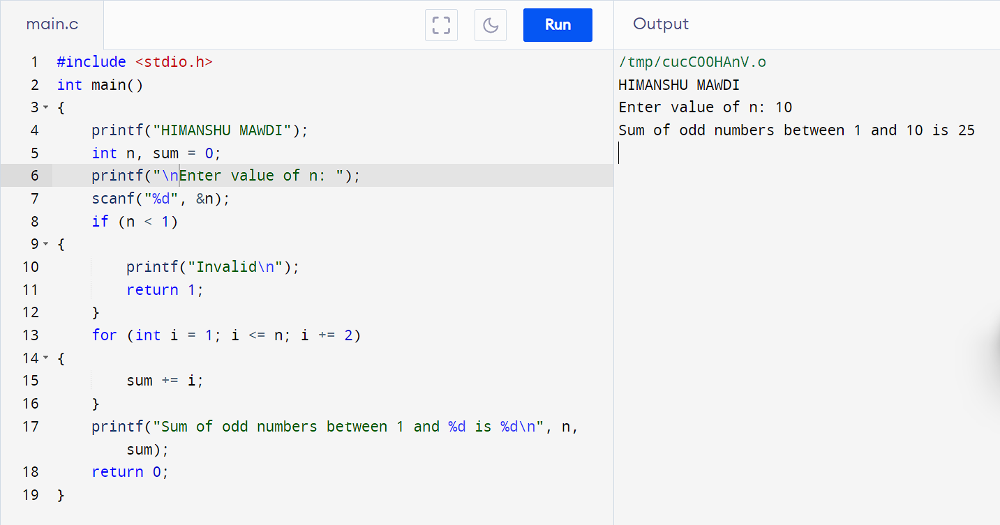 main.c
Run
Output
1 #include <stdio.h>
2 int main()
3 {
4     printf("HIMANSHU MAWDI");
5     int n, sum = 0;
6     printf("\nEnter value of n: ");
7     scanf("%d", &n);
8     if (n < 1)
9 {
10         printf("Invalid\n");
11         return 1;
12     }
13     for (int i = 1; i <= n; i += 2)
14 {
15         sum += i;
16     }
17     printf("Sum of odd numbers between 1 and %d is %d\n", n,
        sum);
18     return 0;
19 }
/tmp/cucCOOHAnV.o
HIMANSHU MAWDI
Enter value of n: 10
Sum of odd numbers between 1 and 10 is 25